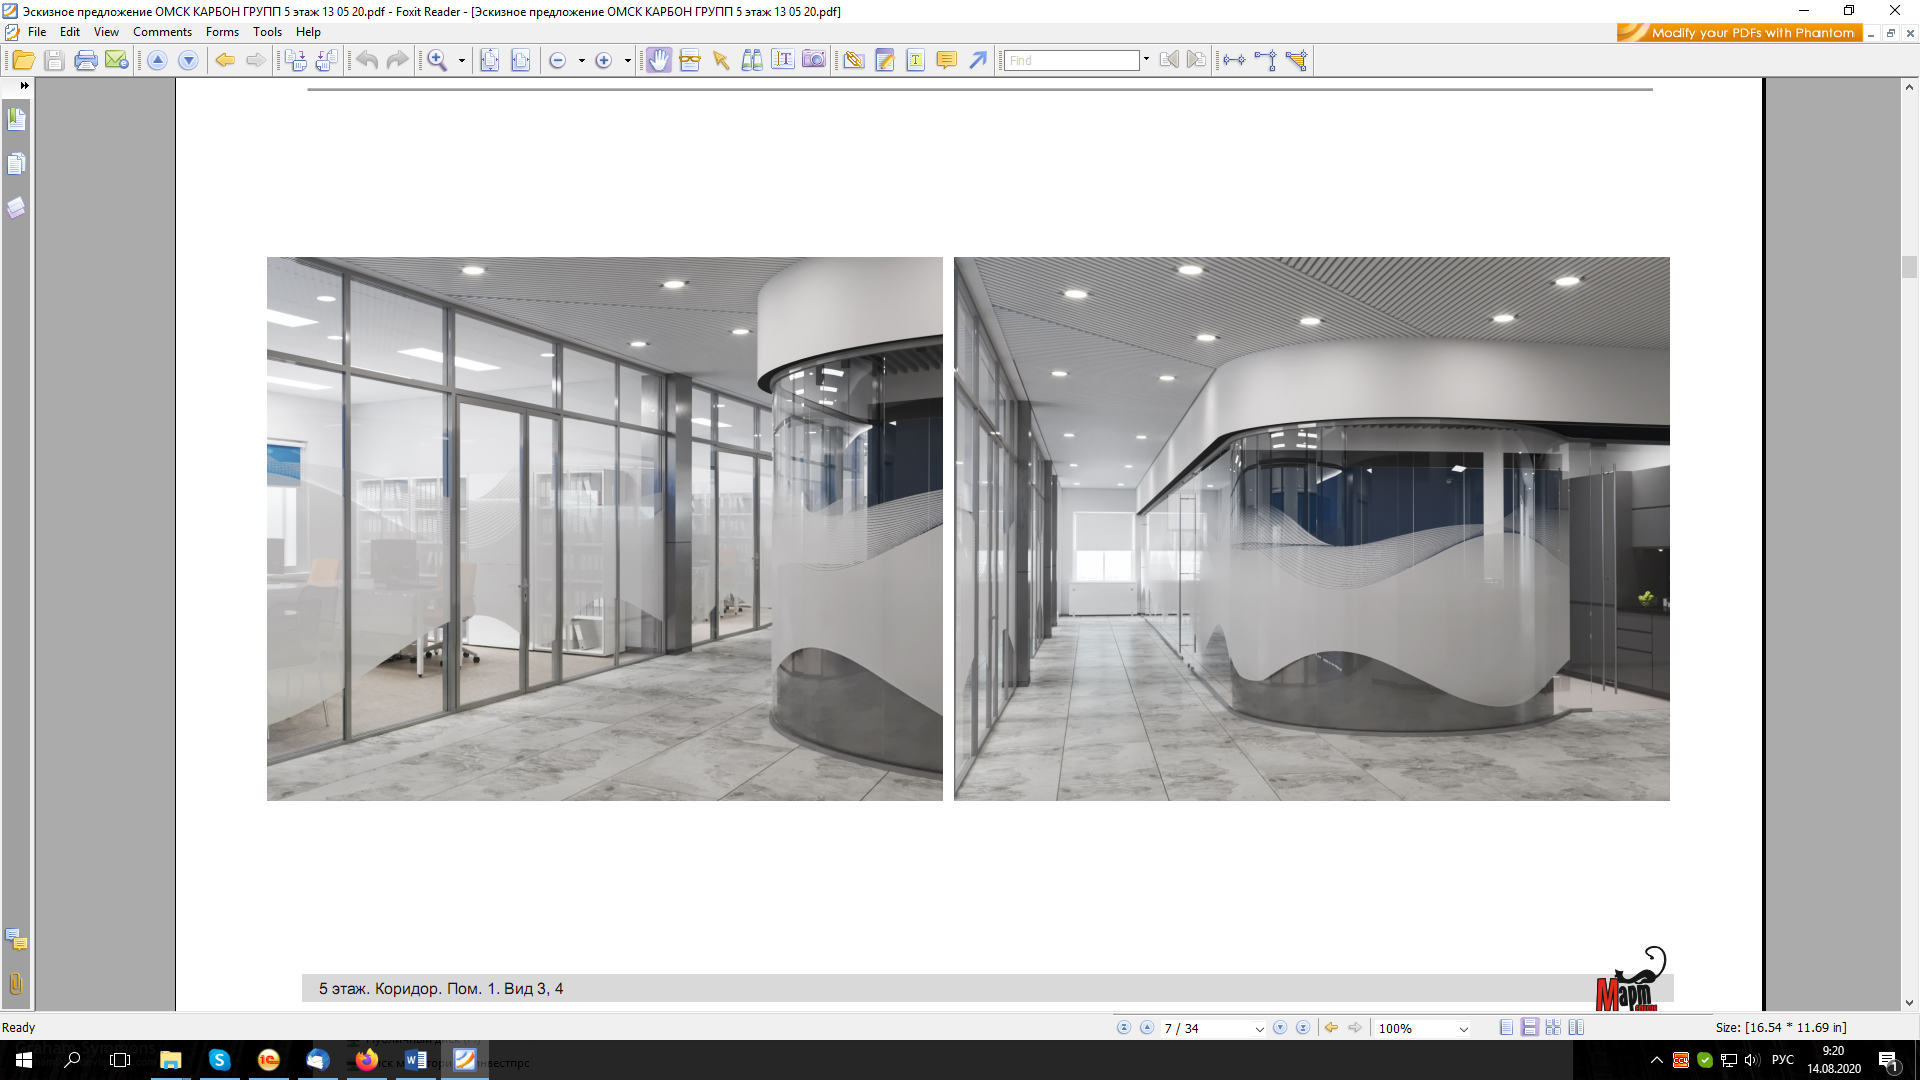 Эскизное предложение ОМСК КАРБОН ГРУПП 5 этаж 13 05 20.pdf - Foxit Reader - [Эскизное предложение ОМСК КАРБОН ГРУПП 5 этаж 13 05 20.pdf]
File Edit View Comments Forms Tools Help
Modify your PDFs with Phantom
Find
5 этаж. Коридор. Пом. 1. Вид 3, 4
Март
Ready
7 / 34
100%
Size: [16.54 * 11.69 in]
РУС
9:20
14.08.2020
1